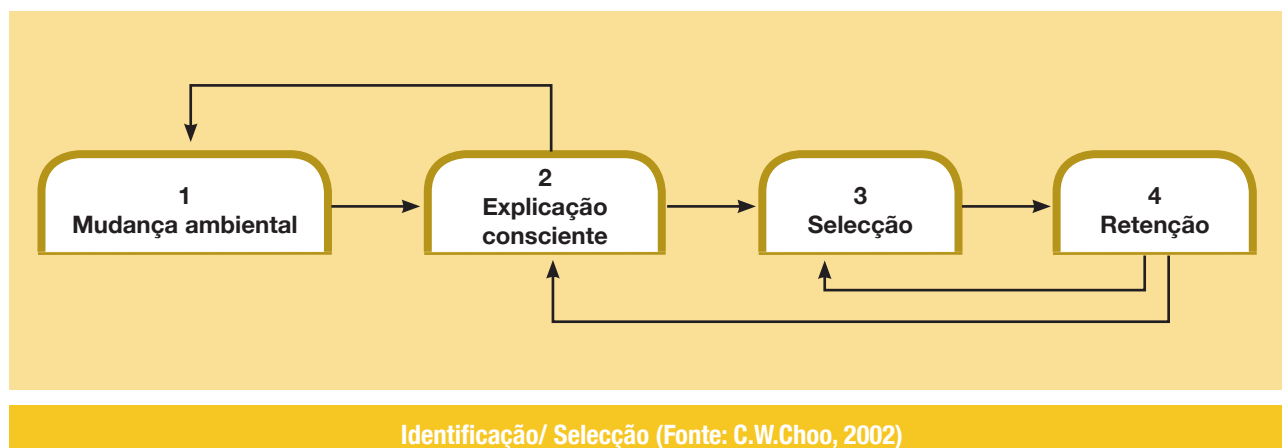 1
Mudança ambiental
2
Explicação
consciente
3
Selecção
4
Retenção
Identificação/ Selecção (Fonte: C.W.Choo, 2002)